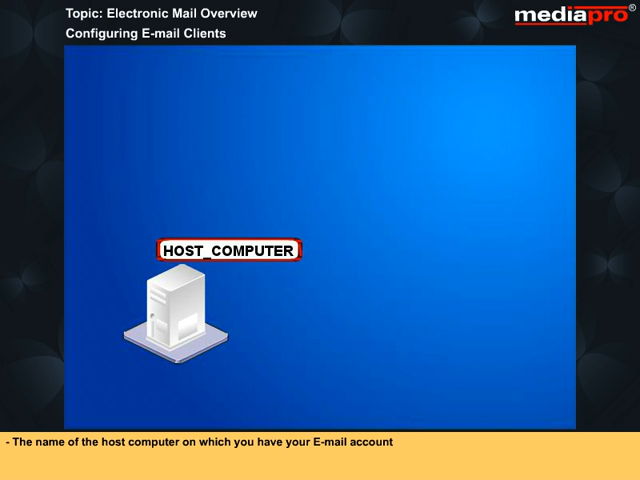 Topic: Electronic Mail Overview
Configuring E-mail Clients
mediapro®
HOST_COMPUTER
- The name of the host computer on which you have your E-mail account